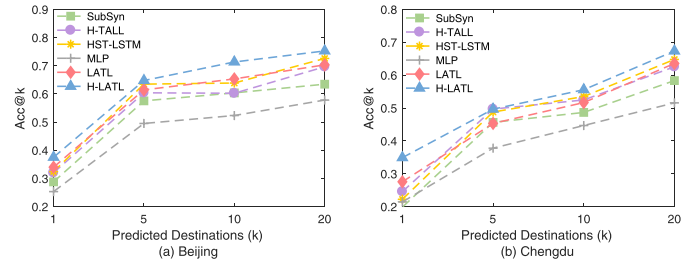 0.9
0.8
0.7
0.6
0.5
0.4
0.3
0.2
Acc@k
SubSyn
H-TALL
HST-LSTM
MLP
LATL
H-LATL
1
5
10
20
Predicted Destinations (k)
(a) Beijing
0.8
0.7
0.6
0.5
0.4
0.3
0.2
Acc@k
SubSyn
H-TALL
HST-LSTM
MLP
LATL
H-LATL
1
5
10
20
Predicted Destinations (k)
(b) Chengdu